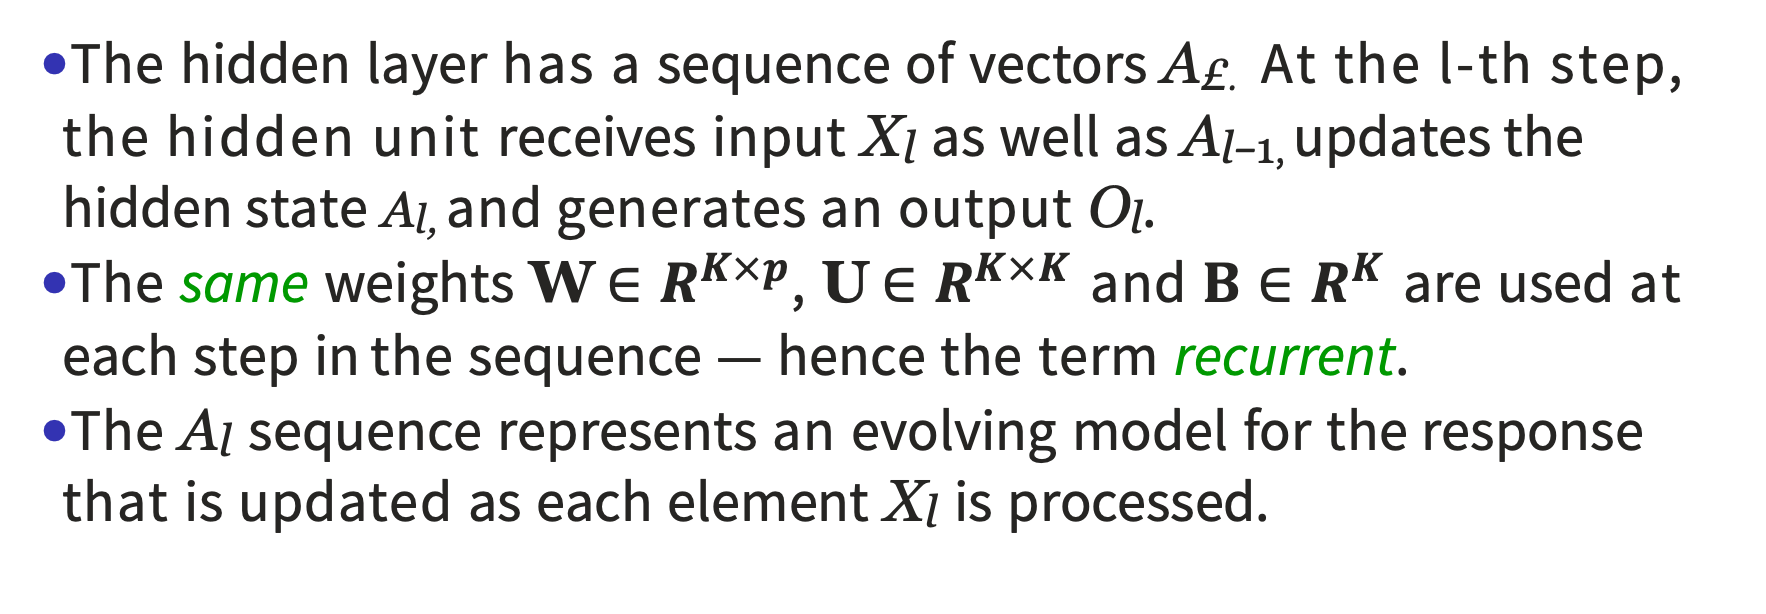 •The hidden layer has a sequence of vectors A£. At the l-th step,
the hidden unit receives input Xl as well as Al−1, updates the
hidden state Al, and generates an output Ol.
•The same weights W ∈ R^{K×p}, U ∈ R^{K×K} and B ∈ R^K are used at
each step in the sequence — hence the term recurrent.
•The Al sequence represents an evolving model for the response
that is updated as each element Xl is processed.